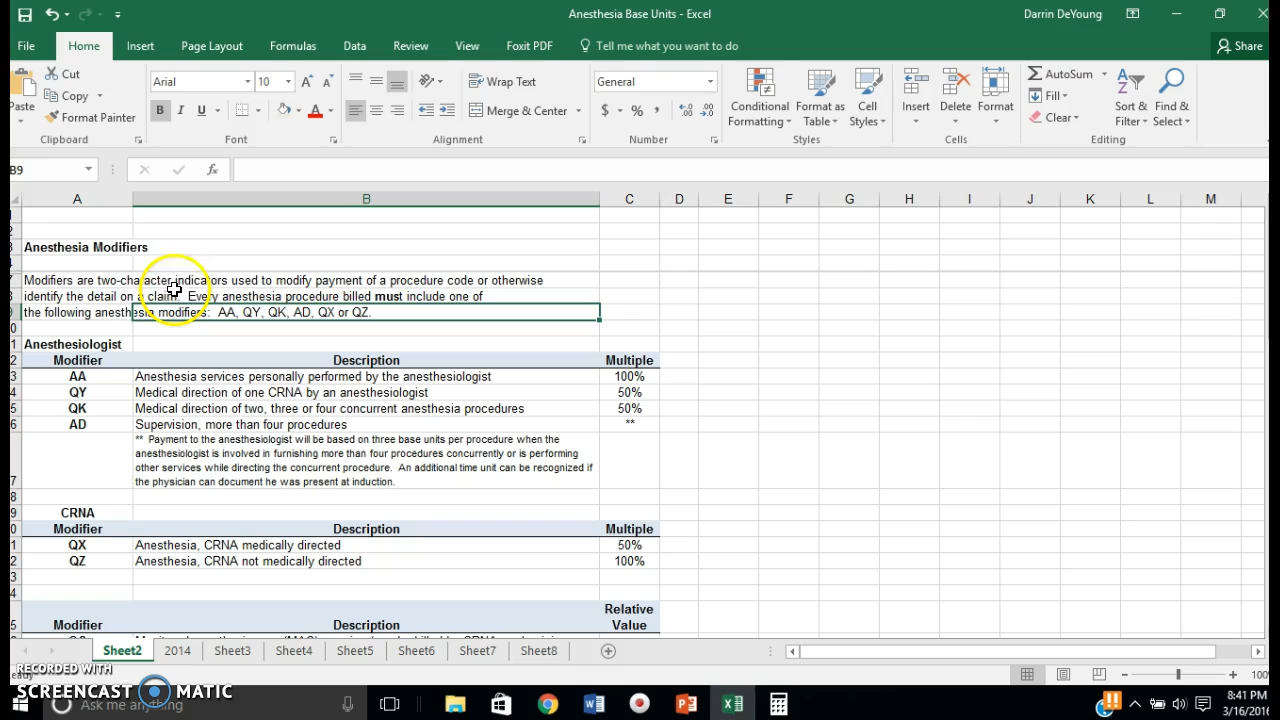 Anesthesia Base Units - Excel
Darrin DeYoung
File Home Insert Page Layout Formulas Data Review View Foxit PDF Tell me what you want to do Share
Cut
Copy
Format Painter
Paste
Clipboard
Arial 10
B I U
Font
Wrap Text
Merge & Center
Alignment
General
$ % ,
Number
Conditional Formatting
Format as Table
Cell Styles
Styles
Insert Delete Format
Cells
AutoSum
Fill
Clear
Sort & Filter
Find & Select
Editing
B9 fx
A B C D E F G H I J K L M
Anesthesia Modifiers
Modifiers are two-character indicators used to modify payment of a procedure code or otherwise
identify the detail on a claim. Every anesthesia procedure billed must include one of
the following anesthesia modifiers: AA, QY, QK, AD, QX or QZ.
Anesthesiologist
Modifier Description Multiple
AA Anesthesia services personally performed by the anesthesiologist 100%
QY Medical direction of one CRNA by an anesthesiologist 50%
QK Medical direction of two, three or four concurrent anesthesia procedures 50%
AD Supervision, more than four procedures **
** Payment to the anesthesiologist will be based on three base units per procedure when the
anesthesiologist is involved in furnishing more than four procedures concurrently or is performing
other services while directing the concurrent procedure. An additional time unit can be recognized if
the physician can document he was present at induction.
CRNA
Modifier Description Multiple
QX Anesthesia, CRNA medically directed 50%
QZ Anesthesia, CRNA not medically directed 100%
Relative
Modifier Description Value
Sheet2 2014 Sheet3 Sheet4 Sheet5 Sheet6 Sheet7 Sheet8
100%
RECORDED WITH
SCREENCAST MATIC
Ask me anything
8:41 PM
3/16/2016